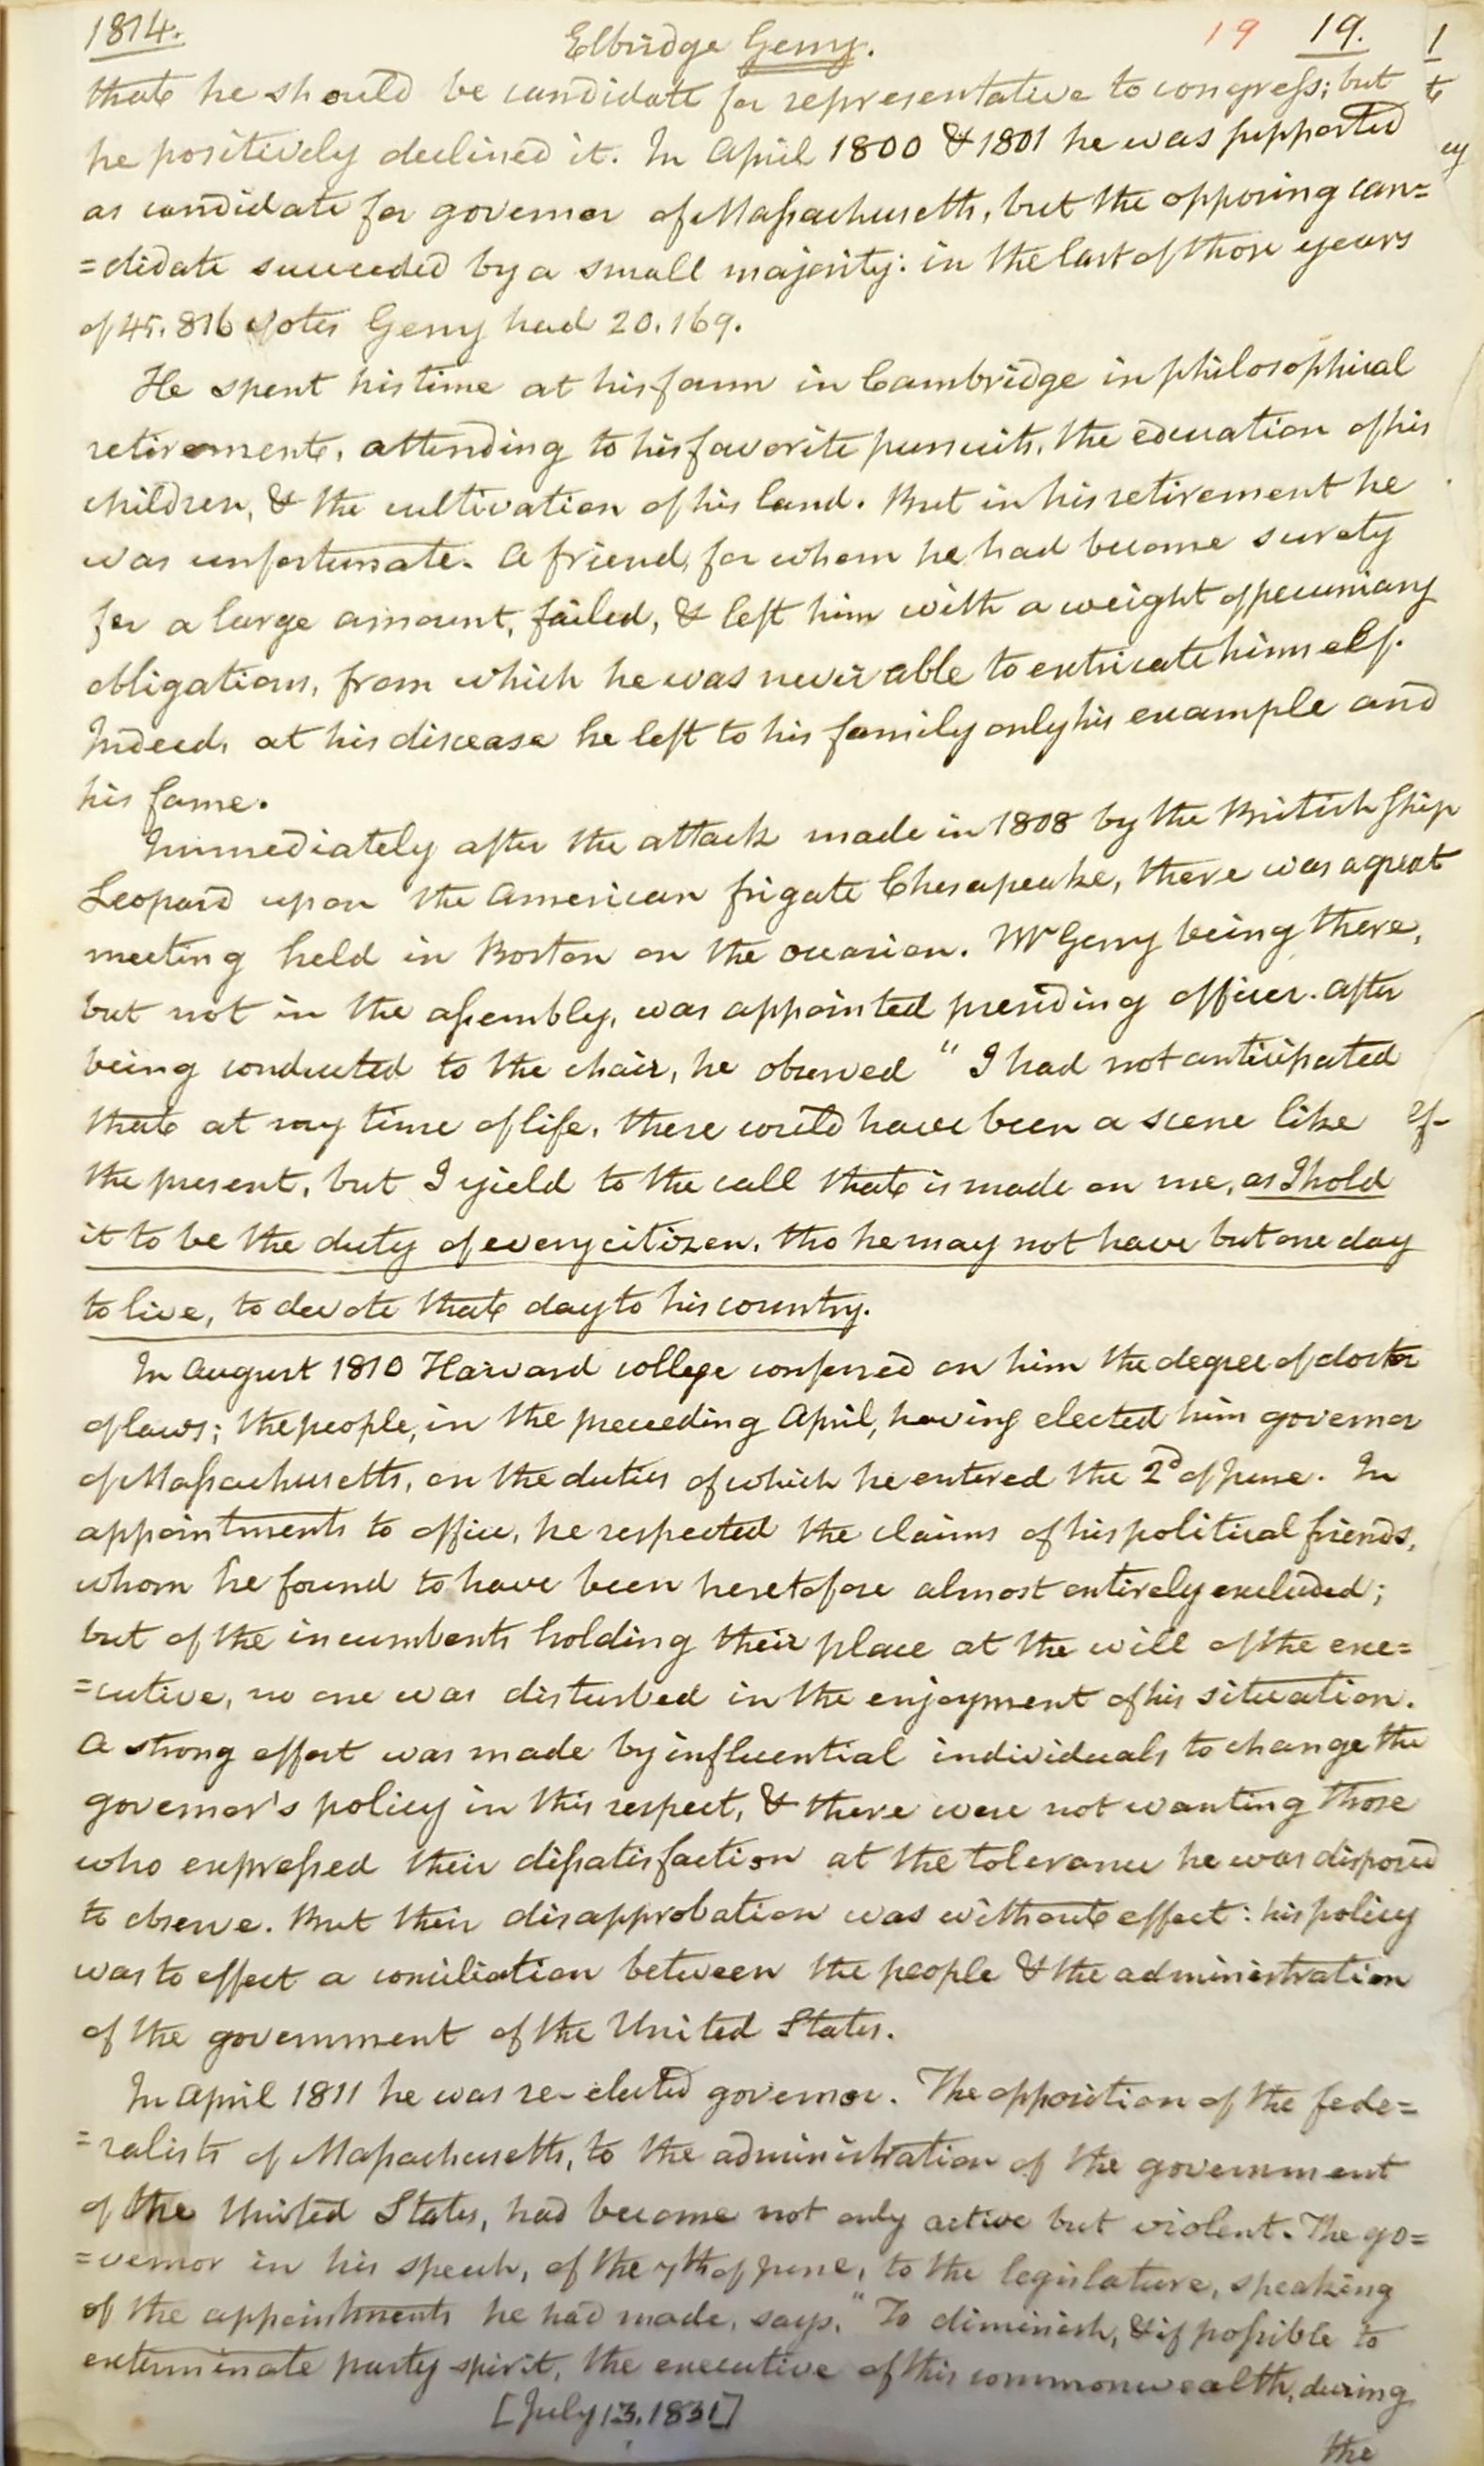 1814. Elbridge Gerry. 19 19.
that he should be candidate for representative to congress; but
he positively declined it. In April 1800 & 1801 he was supported
as candidate for governor of Massachusetts, but the opposing can=
=didate succeeded by a small majority: in the last of those years
of 45.816 votes Gerry had 20.169.
He spent his time at his farm in Cambridge in philosophical
retirement, attending to his favorite pursuits, the education of his
children, & the cultivation of his land. But in his retirement he
was unfortunate. A friend, for whom he had become surety
for a large amount, failed, & left him with a weight of pecuniary
obligations, from which he was never able to extricate himself.
Indeed, at his disease he left to his family only his example and
his fame.
Immediately after the attack made in 1808 by the British ship
Leopard upon the American frigate Chesapeake, there was a great
meeting held in Boston on the occasion. Mr Gerry being there,
but not in the assembly, was appointed presiding officer. After
being conducted to the chair, he observed "I had not anticipated
that at my time of life, there could have been a scene like
the present, but I yield to the call that is made on me, as I hold
it to be the duty of every citizen, tho he may not have but one day
to live, to devote that day to his country.
In August 1810 Harvard college conferred on him the degree of doctor
of laws; the people, in the preceeding April, having elected him governor
of Massachusetts, on the duties of which he entered the 2d of June. In
appointments to office, he respected the claims of his political friends,
whom he found to have been heretofore almost entirely excluded;
but of the incumbents holding their place at the will of the exe=
=cutive, no one was disturbed in the enjoyment of his situation.
A strong effort was made by influential individuals to change the
governor's policy in this respect, & there were not wanting those
who expressed their dissatisfaction at the tolerance he was disposed
to observe. But their disapprobation was without effect: his policy
was to effect a conciliation between the people & the administration
of the government of the United States.
In April 1811 he was re-elected governor. The opposition of the fede=
=ralists of Massachusetts, to the administration of the government
of the United States, had become not only active but violent. The go=
=vernor in his speech, of the 7th of June, to the legislature, speaking
of the appointments he had made, says, "To diminish, & if possible to
exterminate party spirit, the executive of this commonwealth, during
[July 13. 1831]
the